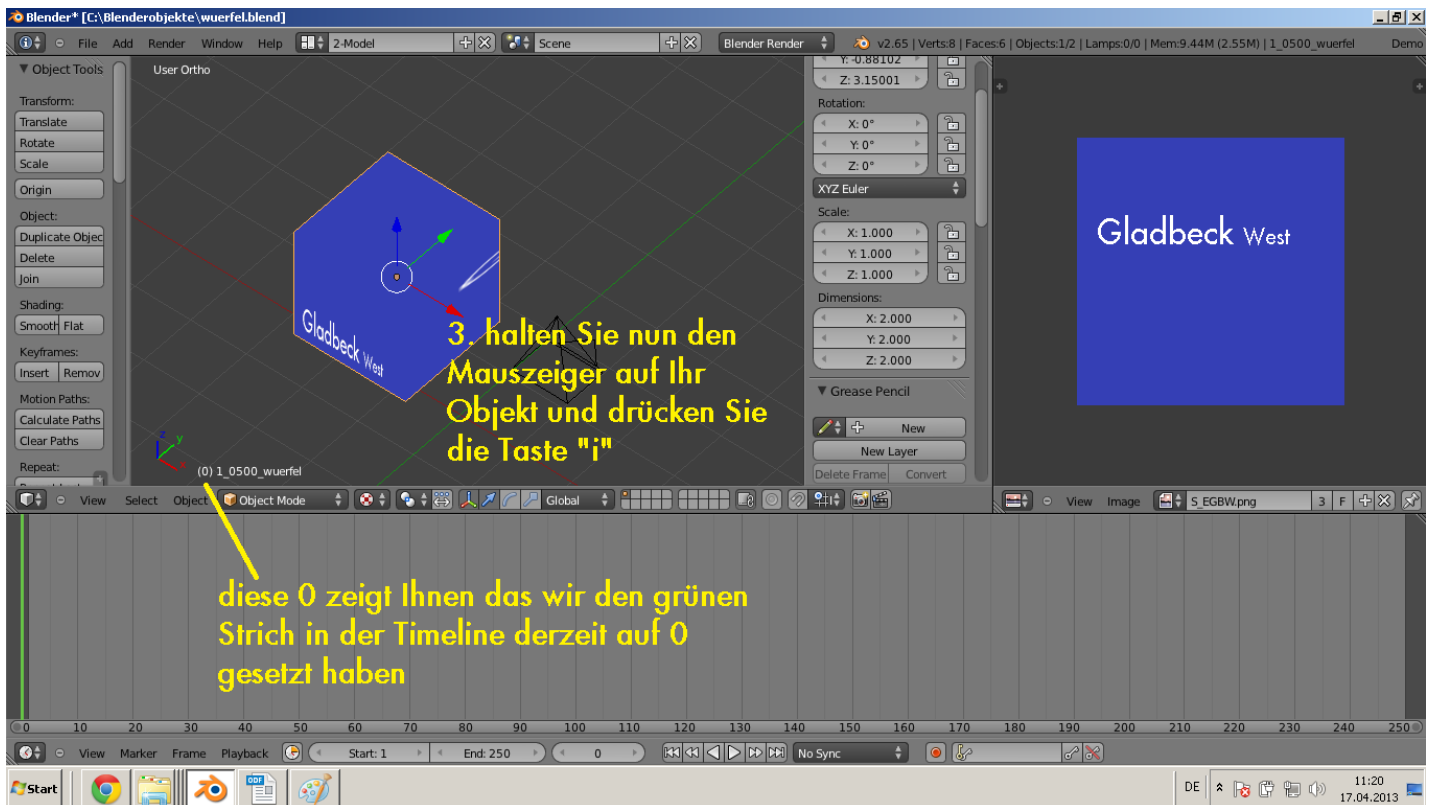 Blender* [C:\Blenderobjekte\wuerfel.blend]
File Add Render Window Help 2-Model Scene Blender Render v2.65 | Verts:8 | Faces:6 | Objects:1/2 | Lamps:0/0 | Mem:9.44M (2.55M) | 1_0500_wuerfel Demo
Object Tools
Transform:
Translate
Rotate
Scale
Origin
Object:
Duplicate Objec
Delete
Join
Shading:
Smooth Flat
Keyframes:
Insert Remov
Motion Paths:
Calculate Paths
Clear Paths
Repeat:
User Ortho
Gladbeck West
3. halten Sie nun den
Mauszeiger auf Ihr
Objekt und drücken Sie
die Taste "i"
z y
(0) 1_0500_wuerfel
Y: -0.88102
Z: 3.15001
Rotation:
X: 0°
Y: 0°
Z: 0°
XYZ Euler
Scale:
X: 1.000
Y: 1.000
Z: 1.000
Dimensions:
X: 2.000
Y: 2.000
Z: 2.000
Grease Pencil
New
New Layer
Delete Frame Convert
Gladbeck West
View Select Object Object Mode Global
View Image S_EGBW.png 3 F
diese 0 zeigt Ihnen das wir den grünen
Strich in der Timeline derzeit auf 0
gesetzt haben
0 10 20 30 40 50 60 70 80 90 100 110 120 130 140 150 160 170 180 190 200 210 220 230 240 250
View Marker Frame Playback Start: 1 End: 250 0 No Sync
Start ODF DE 11:20
17.04.2013